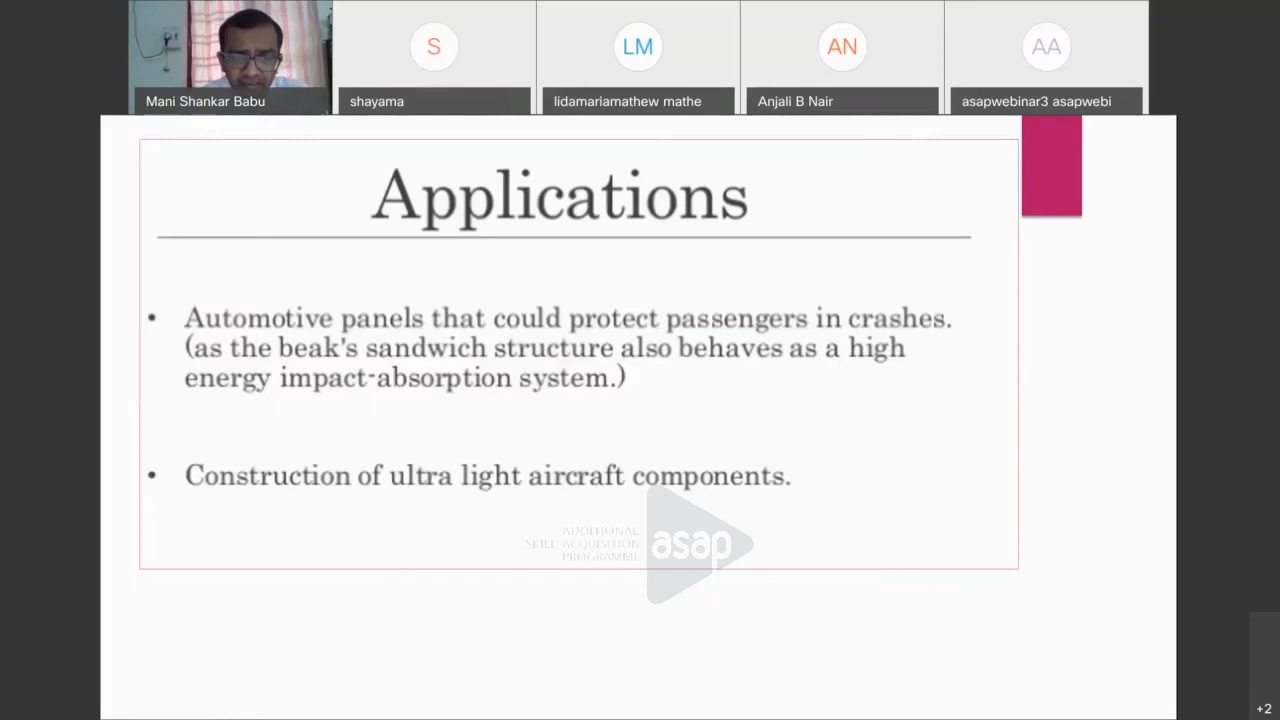 S
LM
AN
AA
Mani Shankar Babu
shayama
lidamariamathew mathe
Anjali B Nair
asapwebinar3 asapwebi
Applications
• Automotive panels that could protect passengers in crashes.
(as the beak's sandwich structure also behaves as a high
energy impact-absorption system.)
• Construction of ultra light aircraft components.
ADDITIONAL
SKILL ACQUISITION
PROGRAMME
asap
+2